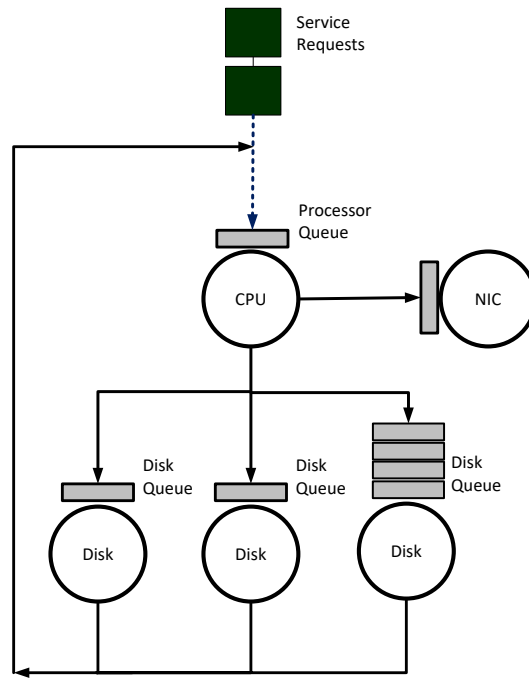 Service
Requests
Processor
Queue
CPU
NIC
Disk
Queue
Disk
Queue
Disk
Queue
Disk
Disk
Disk